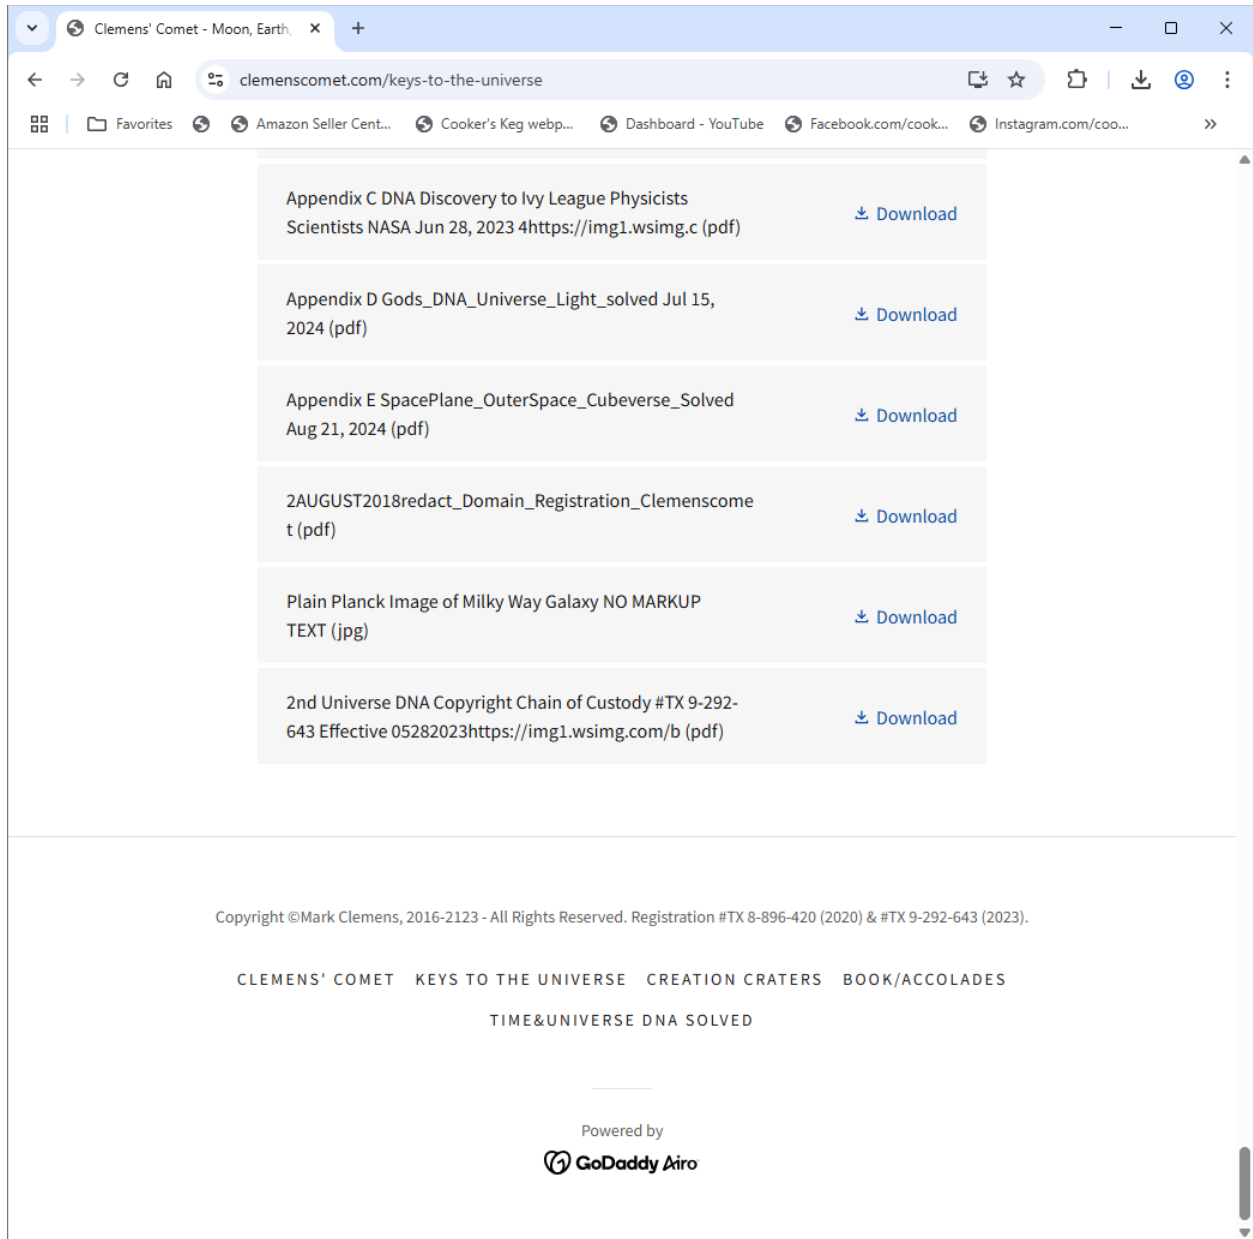 Clemens' Comet - Moon, Earth,
clemenscomet.com/keys-to-the-universe
Favorites
Amazon Seller Cent...
Cooker's Keg webp...
Dashboard - YouTube
Facebook.com/cook...
Instagram.com/coo...
Appendix C DNA Discovery to Ivy League Physicists
Scientists NASA Jun 28, 2023 4https://img1.wsimg.c (pdf)
Download
Appendix D Gods_DNA_Universe_Light_solved Jul 15,
2024 (pdf)
Download
Appendix E SpacePlane_OuterSpace_Cubeverse_Solved
Aug 21, 2024 (pdf)
Download
2AUGUST2018redact_Domain_Registration_Clemenscome
t (pdf)
Download
Plain Planck Image of Milky Way Galaxy NO MARKUP
TEXT (jpg)
Download
2nd Universe DNA Copyright Chain of Custody #TX 9-292-
643 Effective 05282023https://img1.wsimg.com/b (pdf)
Download
Copyright ©Mark Clemens, 2016-2123 - All Rights Reserved. Registration #TX 8-896-420 (2020) & #TX 9-292-643 (2023).
CLEMENS' COMET KEYS TO THE UNIVERSE CREATION CRATERS BOOK/ACCOLADES
TIME&UNIVERSE DNA SOLVED
Powered by
GoDaddy Airo